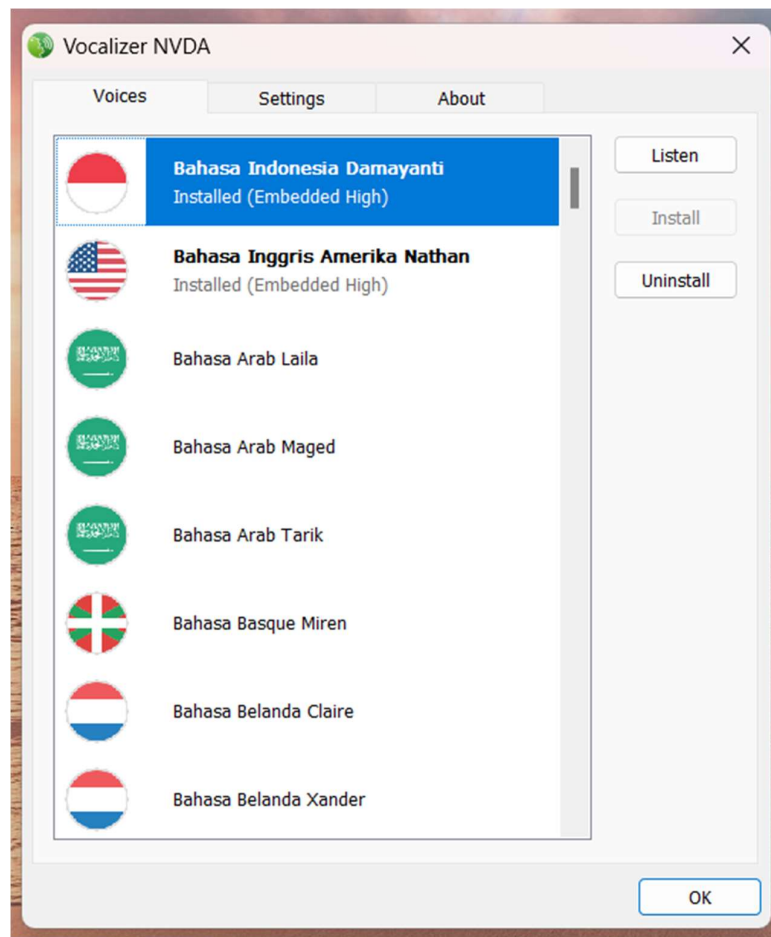 Vocalizer NVDA
Voices
Settings
About
Bahasa Indonesia Damayanti
Installed (Embedded High)
Bahasa Inggris Amerika Nathan
Installed (Embedded High)
Bahasa Arab Laila
Bahasa Arab Maged
Bahasa Arab Tarik
Bahasa Basque Miren
Bahasa Belanda Claire
Bahasa Belanda Xander
Listen
Install
Uninstall
OK